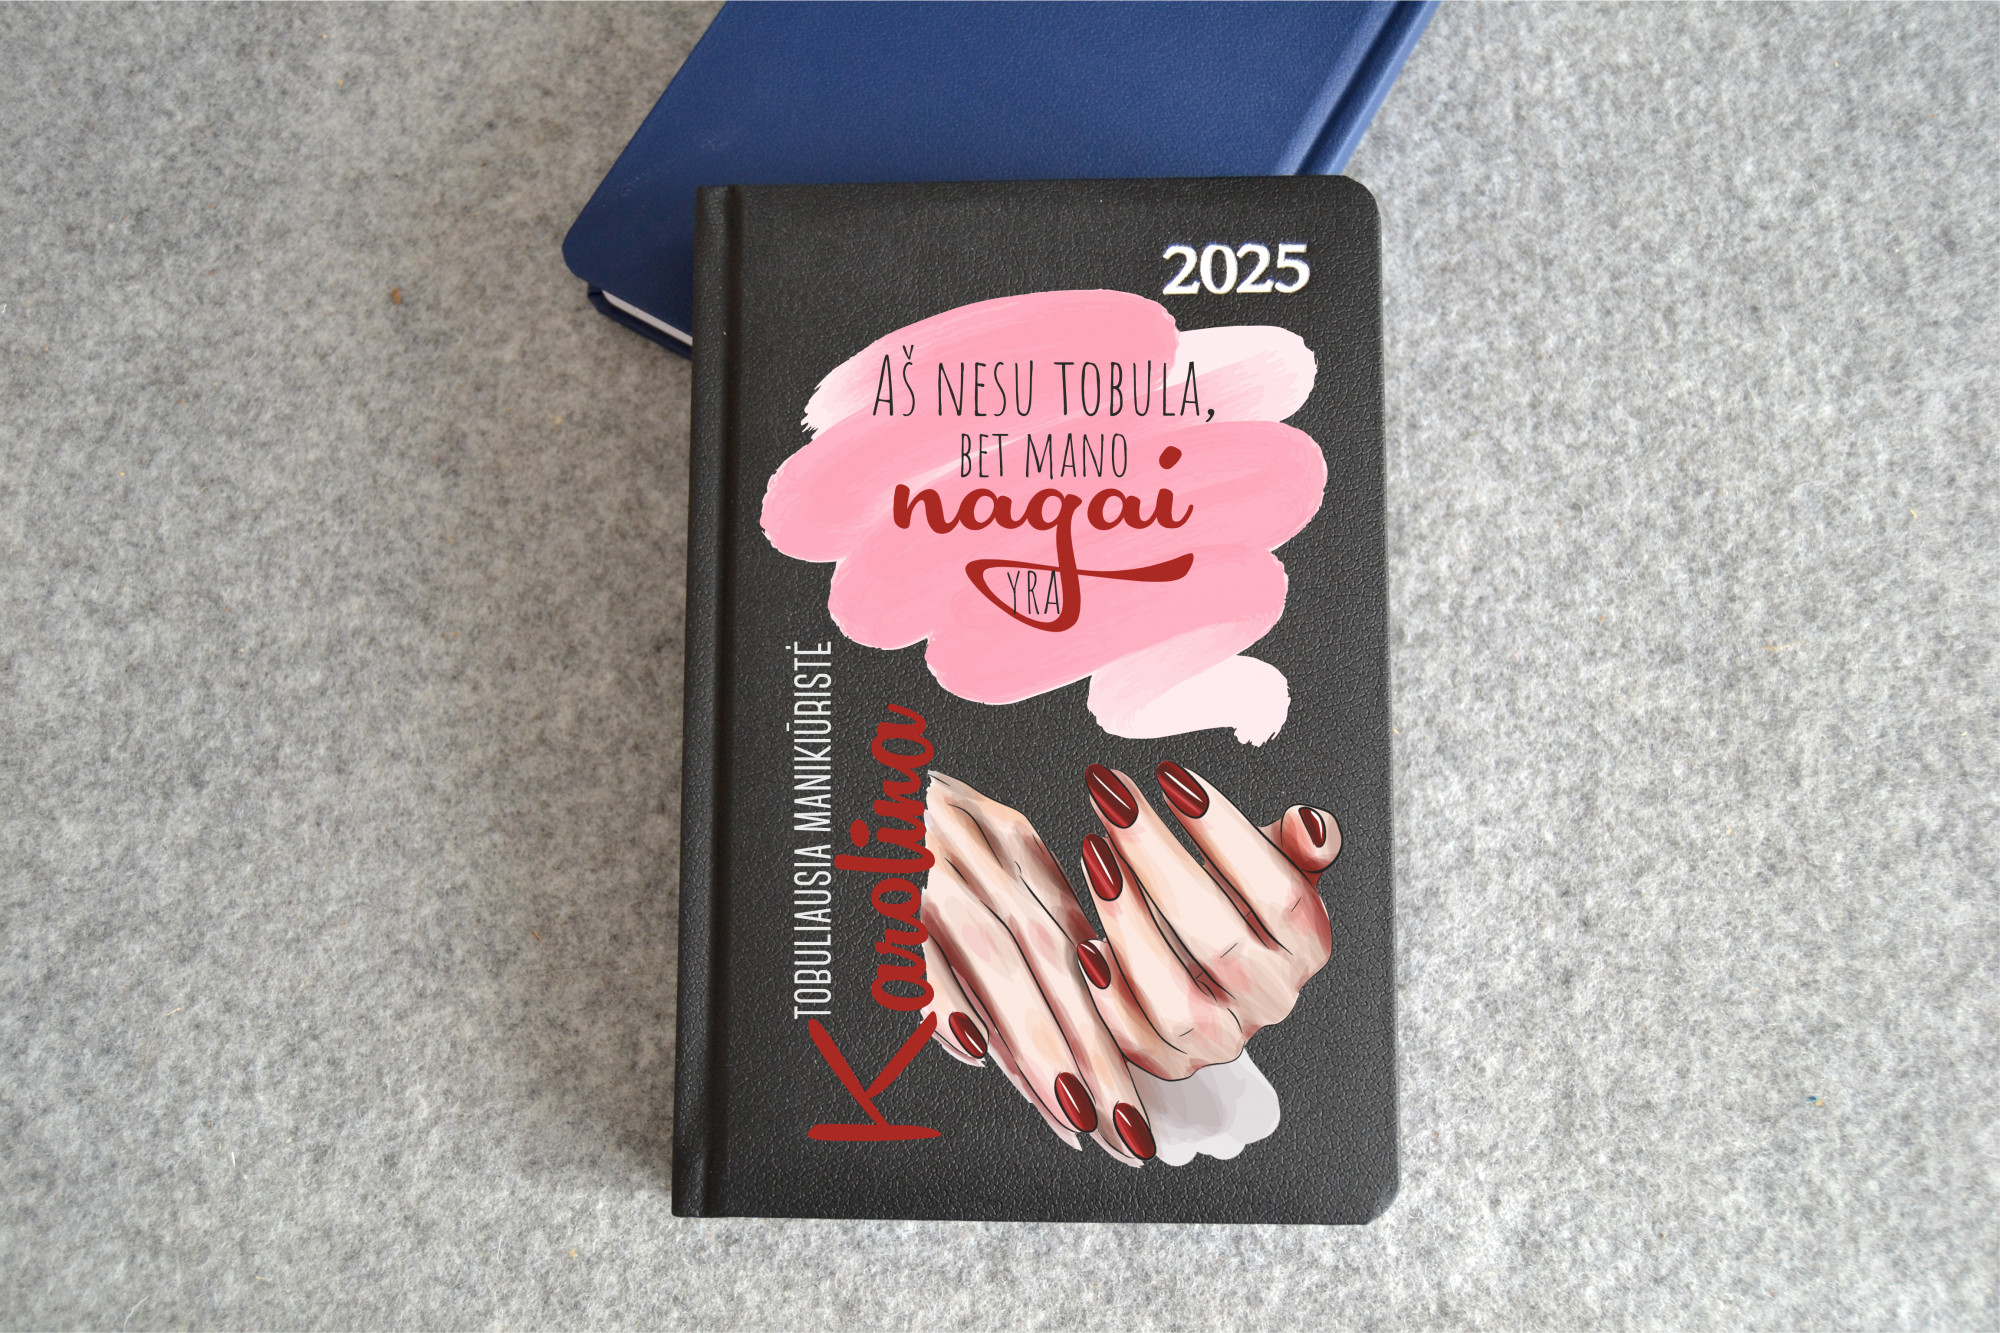 2025
Aš NESU TOBULA,
BET MANO
nagai
YRA
TOBULIAUSIA MANIKIŪRISTĖ
Karolina